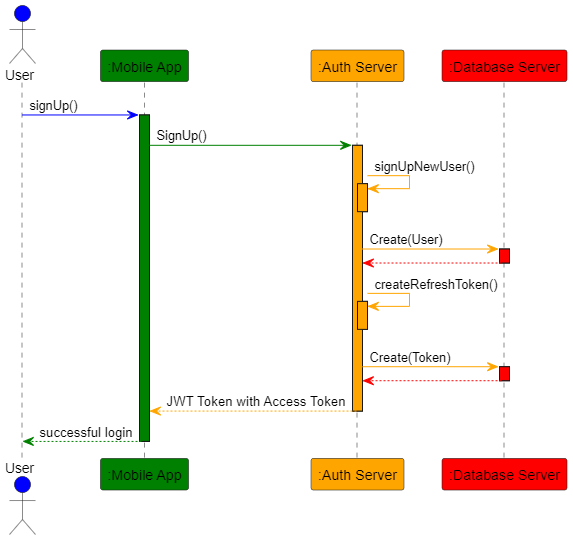 User
:Mobile App
:Auth Server
:Database Server
signUp()
SignUp()
signUpNewUser()
Create(User)
createRefreshToken()
Create(Token)
JWT Token with Access Token
successful login
User
:Mobile App
:Auth Server
:Database Server